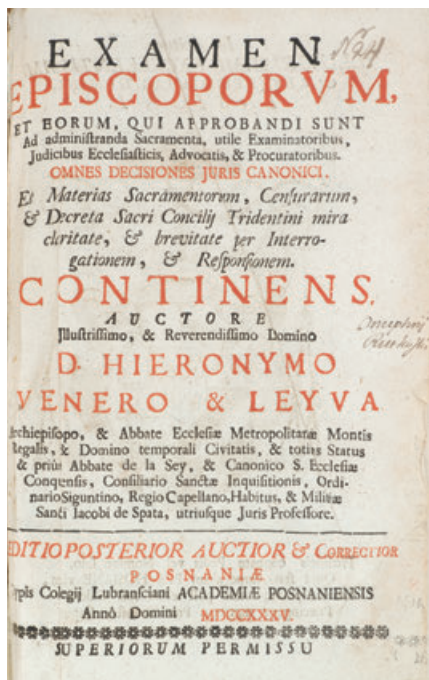 EXAMEN
EPISCOPORVM,
ET EORUM, QUI APPROBANDI SUNT
Ad adminiſtranda Sacramenta, utile Examinatoribus,
Judicibus Eccleſiaſticis, Advocatis, & Procuratoribus.
OMNES DECISIONES JURIS CANONICI.
Et Materias Sacramentorum, Cenſurarum,
& Decreta Sacri Concilij Tridentini mira
claritate, & brevitate per Interro-
gationem, & Reſponſionem.
CONTINENS,
AUCTORE
Illuſtriſſimo, & Reverendiſſimo Domino
D. HIERONYMO
VENERO & LEYVA
Archiepiſopo, & Abbate Eccleſiæ Metropolitanæ Montis
Regalis, & Domino temporali Civitatis, & totius Status
& priùs Abbate de la Sey, & Canonico S. Eccleſiæ
Conqenſis, Conſiliario Sanctæ Inquiſitionis, Ordi-
nario Siguntino, Regio Capellano, Habitus, & Militiæ
Sancti Iacobi de Spata, utriuſque Juris Profeſſore.
EDITIO POSTERIOR AUCTIOR & CORRECTIOR
POSNANIÆ
Typis Colegij Lubranſciani ACADEMIÆ POSNANIENSIS
Annô Domini MDCCXXXV.
SUPERIORUM PERMISSU